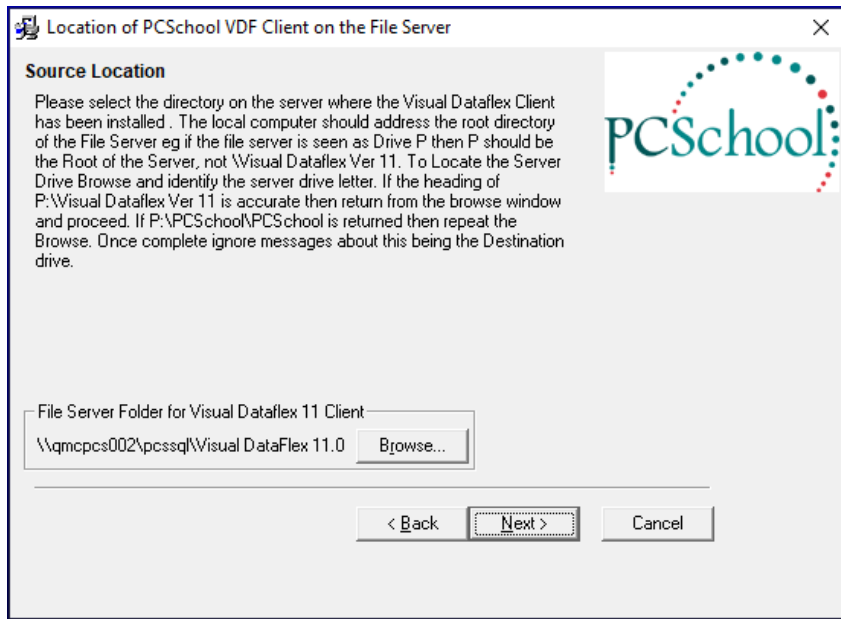 Location of PCSchool VDF Client on the File Server
Source Location
Please select the directory on the server where the Visual Dataflex Client
has been installed . The local computer should address the root directory
of the File Server eg if the file server is seen as Drive P then P should be
the Root of the Server, not \Visual Dataflex Ver 11. To Locate the Server
Drive Browse and identify the server drive letter. If the heading of
P:\Visual Dataflex Ver 11 is accurate then return from the browse window
and proceed. If P:\PCSchool\PCSchool is returned then repeat the
Browse. Once complete ignore messages about this being the Destination
drive.
PCSchool
File Server Folder for Visual Dataflex 11 Client
\\qmcpcs002\pcssql\Visual DataFlex 11.0
Browse...
< Back
Next >
Cancel